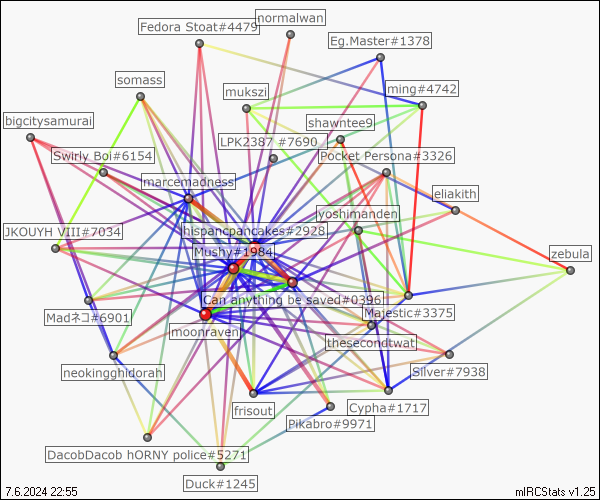 normalwan
Fedora Stoat#4479
Eg.Master#1378
somass
mukszi
ming#4742
bigcitysamurai
shawntee9
LPK2387 #7690
Swirly Boi#6154
Pocket Persona#3326
marcemadness
eliakith
yoshimanden
JKOUYH VIII#7034
hispancpancakes#2928
Mushy#1984
zebula
Can anything be saved#0396
Madネコ#6901
Majestic#3375
moonraven
thesecondtwat
neokingghidorah
Silver#7938
frisout
Cypha#1717
Pikabro#9971
DacobDacob hORNY police#5271
Duck#1245
7.6.2024 22:55
mIRCStats v1.25